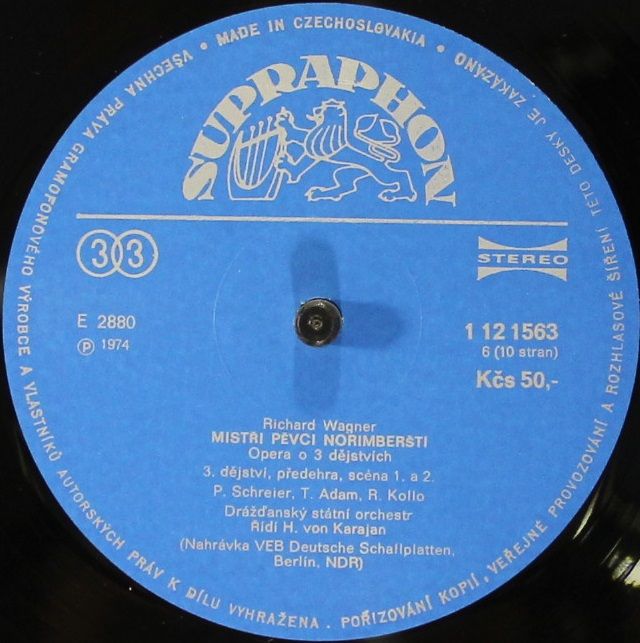 VŠECHNA PRÁVA GRAMOFONOVÉHO VÝROBCE A VLASTNÍKŮ AUTORSKÝCH PRÁV K DÍLU VYHRAŽENA . POŘIZOVÁNÍ KOPIÍ, VEŘEJNÉ PROVOZOVÁNÍ A ROZHLASOVÉ ŠÍŘENÍ TÉTO DESKY JE ZAKÁZÁNO • MADE IN CZECHOSLOVAKIA •
SUPRAPHON
33
STEREO
E 2880
℗ 1974
1 12 1563
6 (10 stran)
Kčs 50,-
Richard Wagner
MISTŘI PĚVCI NORIMBERŠTÍ
Opera o 3 dějstvích
3. dějství, předehra, scéna 1. a 2.
P. Schreier, T. Adam, R. Kollo
Drážďanský státní orchestr
Řídí H. von Karajan
(Nahrávka VEB Deutsche Schallplatten,
Berlín, NDR)